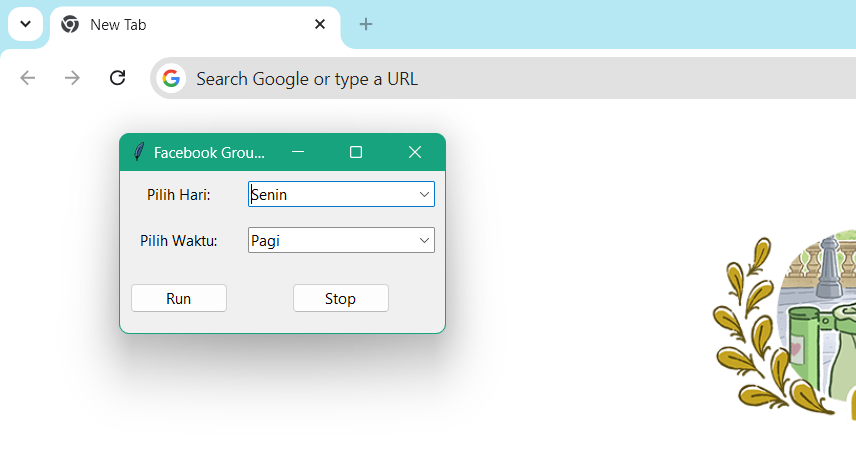 New Tab
Search Google or type a URL
Facebook Grou...
Pilih Hari: Senin
Pilih Waktu: Pagi
Run Stop